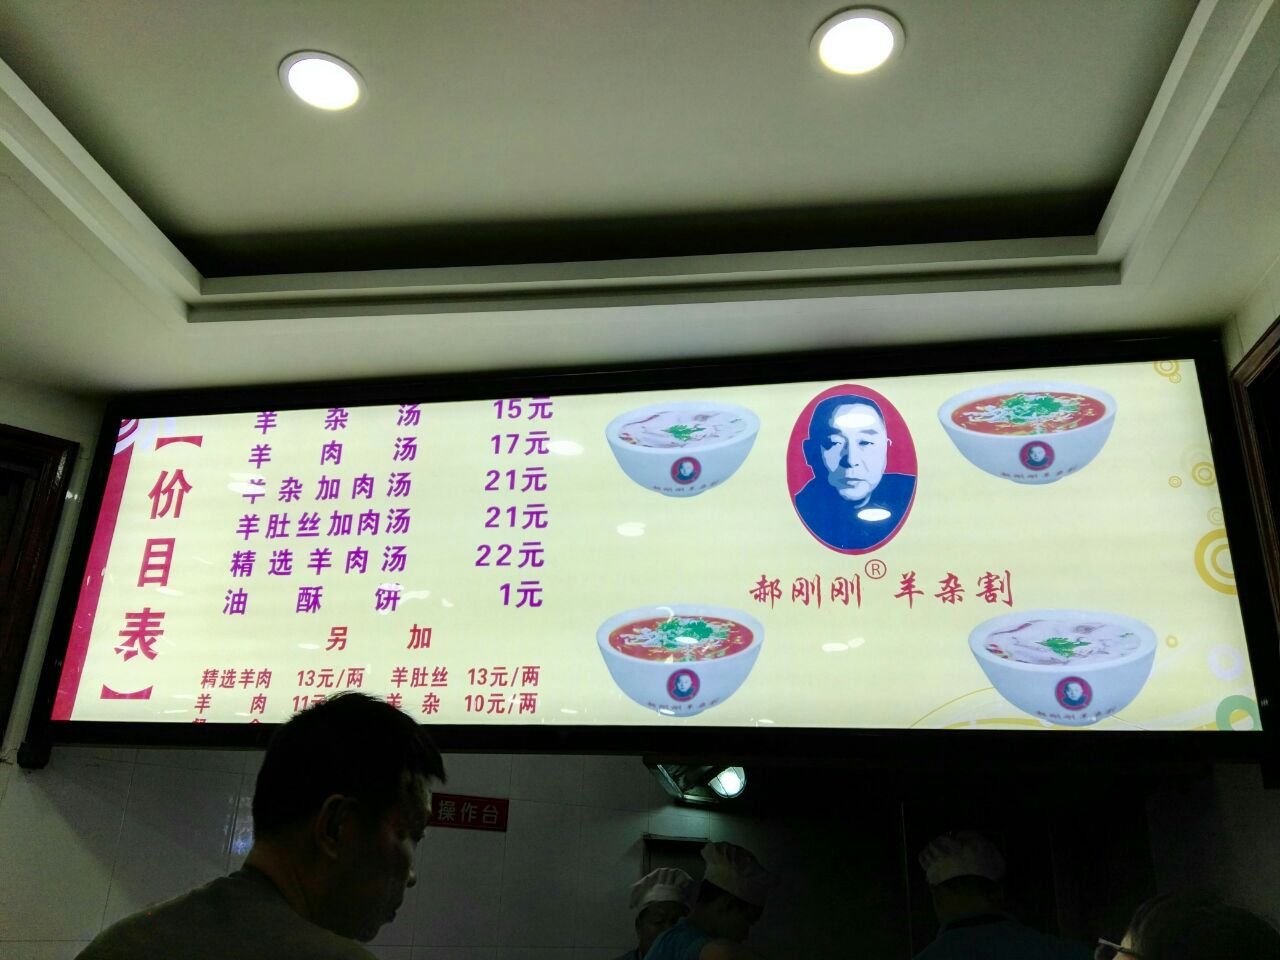 【价目表】
羊杂汤 15元
羊肉汤 17元
羊杂加肉汤 21元
羊肚丝加肉汤 21元
精选羊肉汤 22元
油酥饼 1元
另加
精选羊肉 13元/两 羊肚丝 13元/两
羊肉 11元 羊杂 10元/两
郝刚刚®羊杂割
操作台